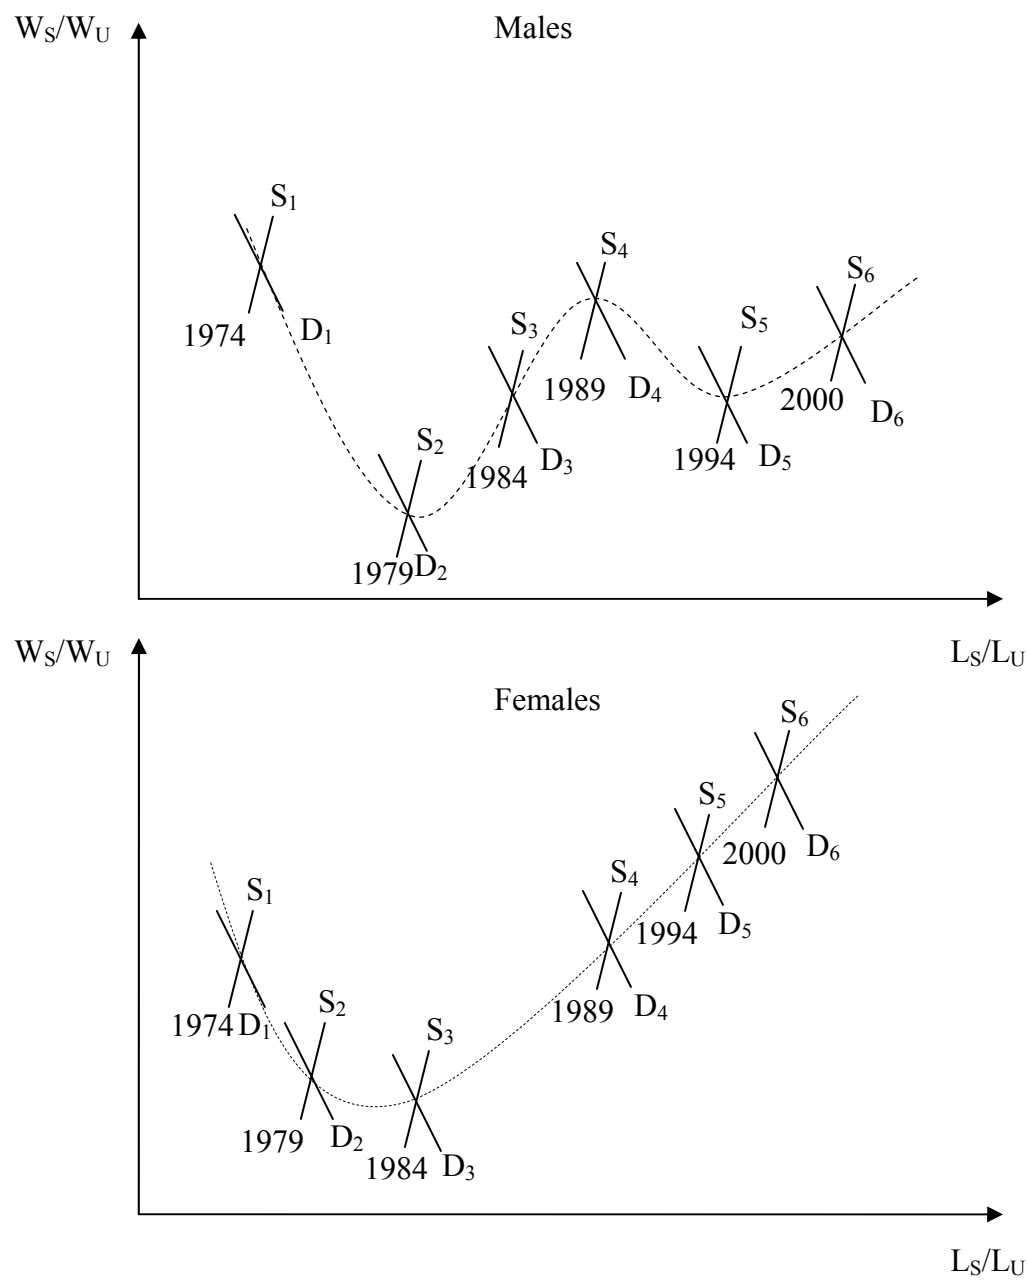 W_S/W_U
Males
S₁
S₄
S₆
S₅
S₃
1974
D₁
1989
D₄
2000
D₆
S₂
D₃
1984
1994
D₅
1979
D₂
W_S/W_U
L_S/L_U
Females
S₆
S₅
2000
D₆
S₄
S₁
1994
D₅
S₂
1989
D₄
1974
D₁
S₃
1979
D₂
1984
D₃
L_S/L_U